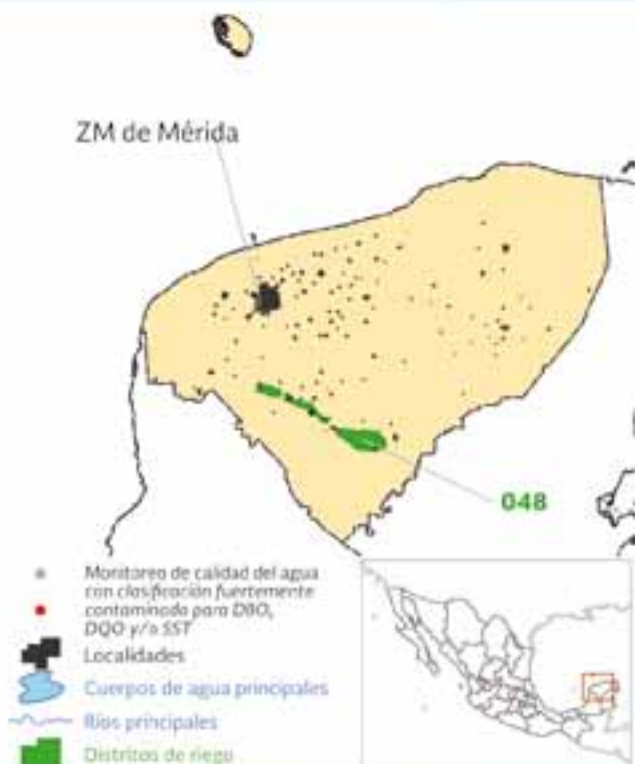 ZM de Mérida
048
Monitoreo de calidad del agua
con clasificación fuertemente
contaminada para DBO,
DQO y/o SST
Localidades
Cuerpos de agua principales
Ríos principales
Distritos de riego